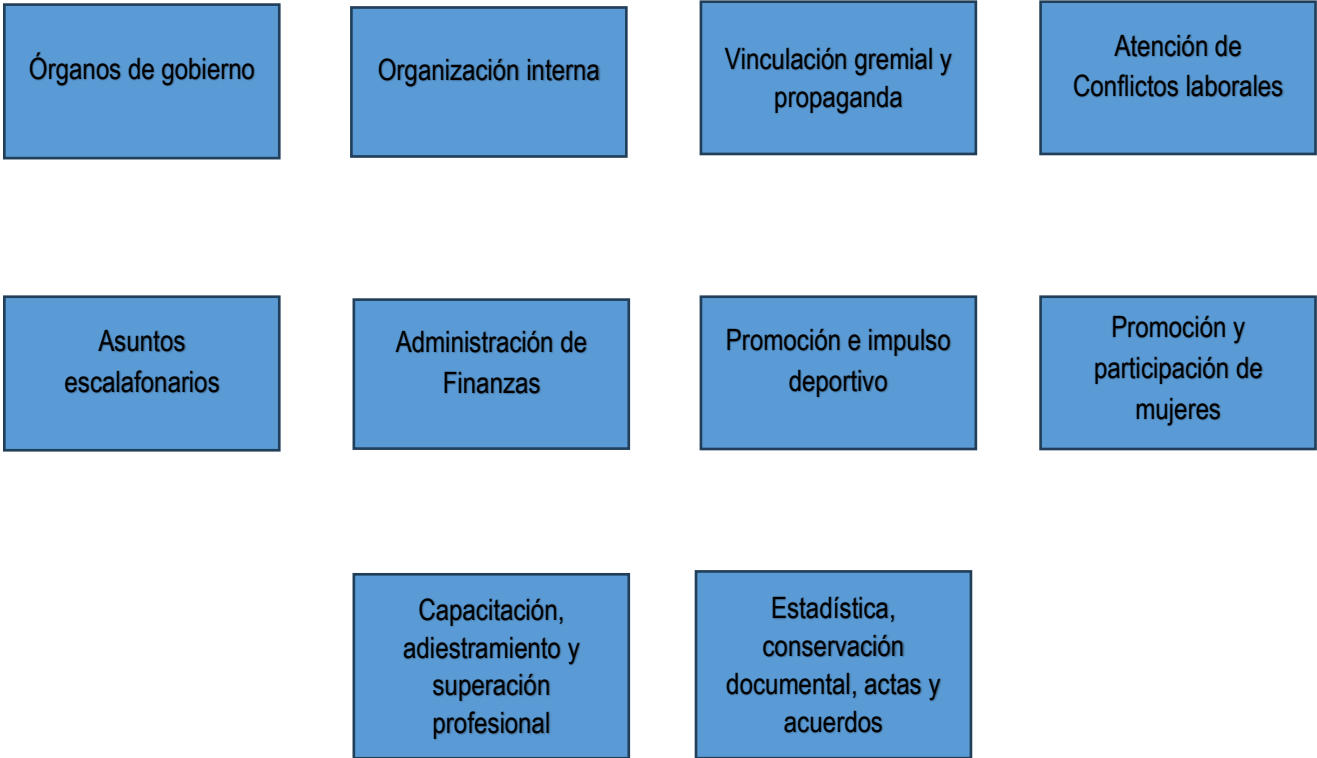 Órganos de gobierno
Organización interna
Vinculación gremial y
propaganda
Atención de
Conflictos laborales
Asuntos
escalafonarios
Administración de
Finanzas
Promoción e impulso
deportivo
Promoción y
participación de
mujeres
Capacitación,
adiestramiento y
superación
profesional
Estadística,
conservación
documental, actas y
acuerdos